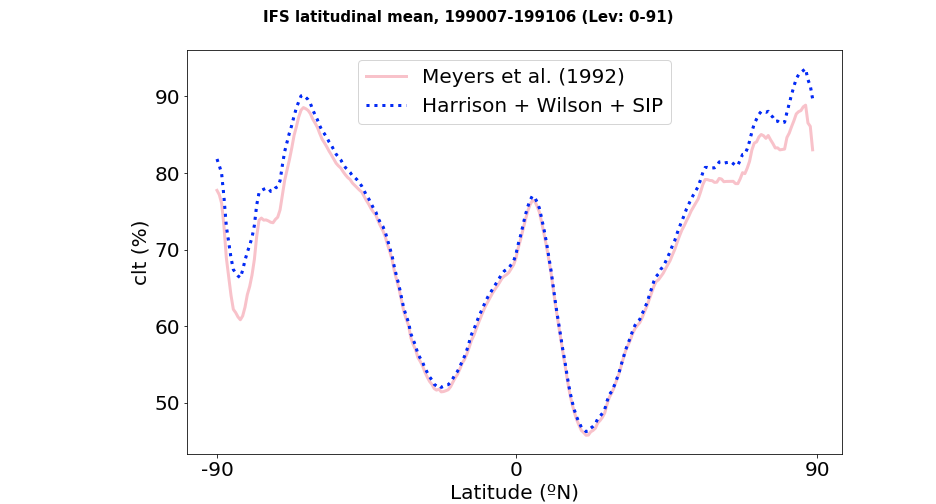 IFS latitudinal mean, 199007-199106 (Lev: 0-91)
Meyers et al. (1992)
Harrison + Wilson + SIP
clt (%)
90
80
70
60
50
-90 0 90
Latitude (ºN)